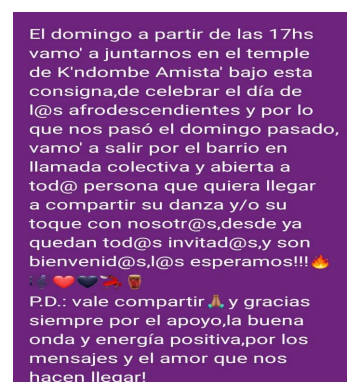 El domingo a partir de las 17hs
vamo' a juntarnos en el temple
de K'ndombe Amista' bajo esta
consigna,de celebrar el día de
l@s afrodescendientes y por lo
que nos pasó el domingo pasado,
vamo' a salir por el barrio en
llamada colectiva y abierta a
tod@ persona que quiera llegar
a compartir su danza y/o su
toque con nosotr@s,desde ya
quedan tod@s invitad@s,y son
bienvenid@s,l@s esperamos!!! 🔥
🎶❤️🖤💃🏿🪘
P.D.: vale compartir🙏🏽 y gracias
siempre por el apoyo,la buena
onda y energía positiva,por los
mensajes y el amor que nos
hacen llegar!